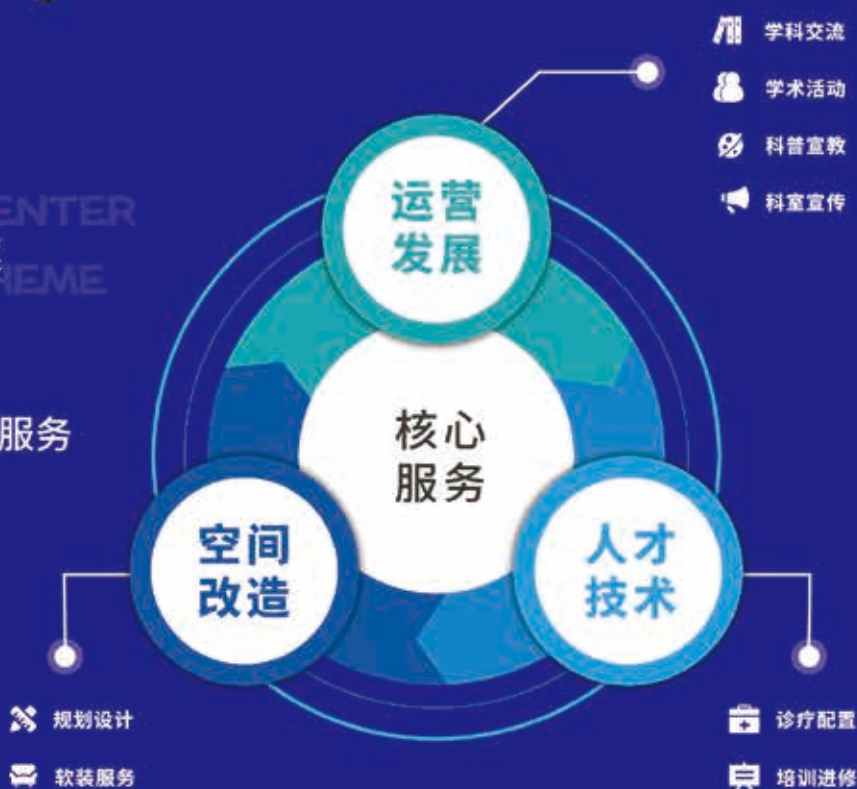 学科交流
学术活动
科普宣教
科室宣传
运营
发展
ENTER
HEME
服务
核心
服务
空间
改造
人才
技术
规划设计
软装服务
诊疗配置
培训进修